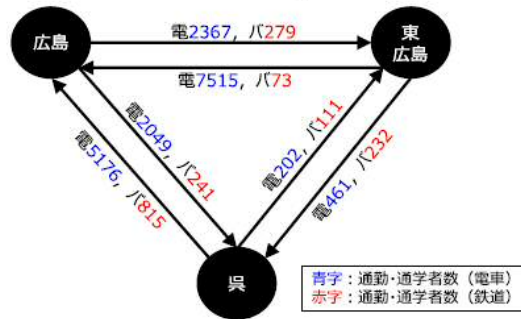 広島
電2367, バ279
東
広島
電7515, バ73
電2049, バ241
電5176, バ815
電202, バ111
電461, バ232
呉
青字：通勤・通学者数（電車）
赤字：通勤・通学者数（鉄道）